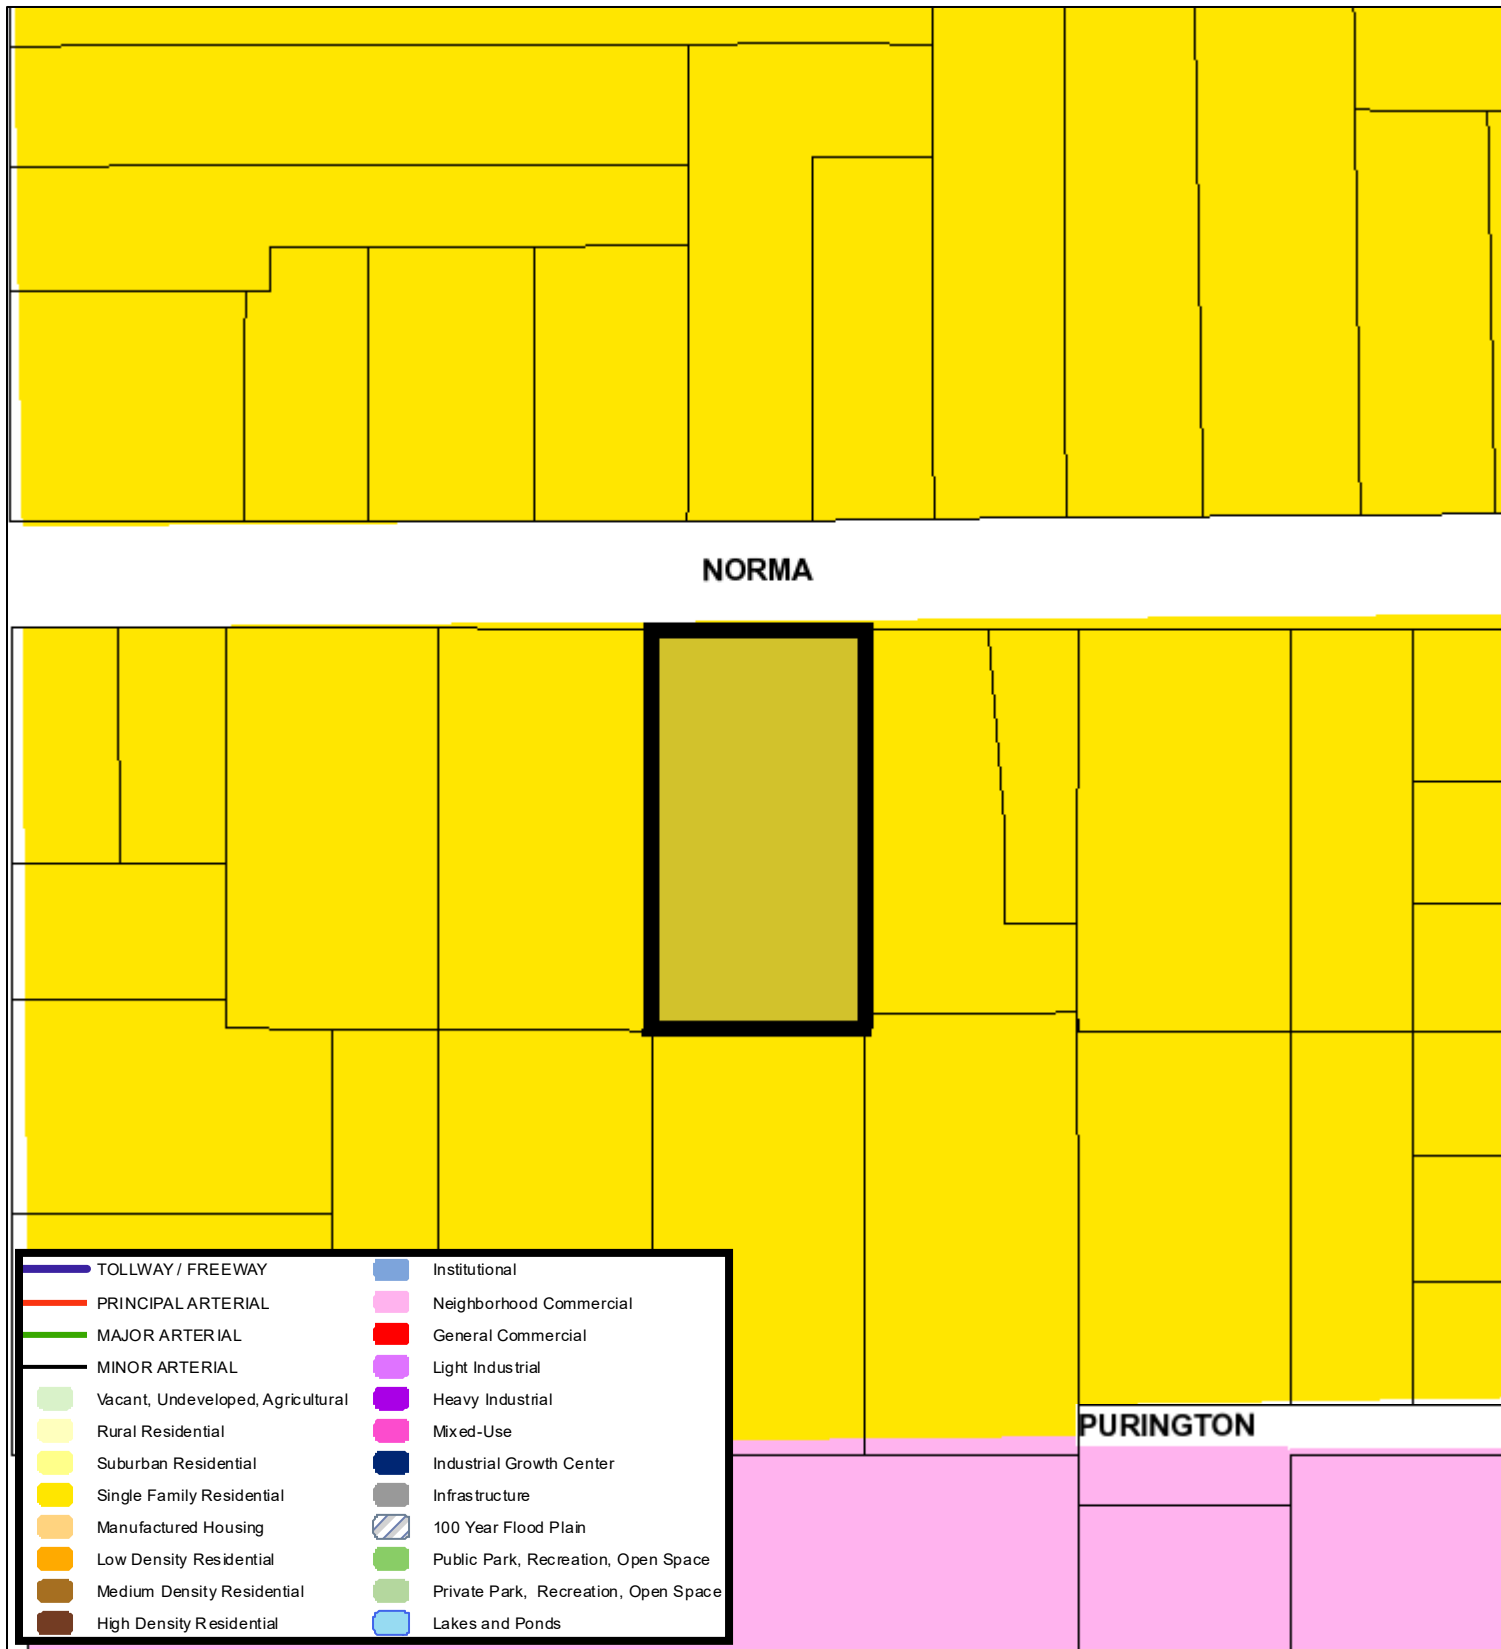 NORMA
PURINGTON
TOLLWAY / FREEWAY
PRINCIPAL ARTERIAL
MAJOR ARTERIAL
MINOR ARTERIAL
Vacant, Undeveloped, Agricultural
Rural Residential
Suburban Residential
Single Family Residential
Manufactured Housing
Low Density Residential
Medium Density Residential
High Density Residential
Institutional
Neighborhood Commercial
General Commercial
Light Industrial
Heavy Industrial
Mixed-Use
Industrial Growth Center
Infrastructure
100 Year Flood Plain
Public Park, Recreation, Open Space
Private Park, Recreation, Open Space
Lakes and Ponds